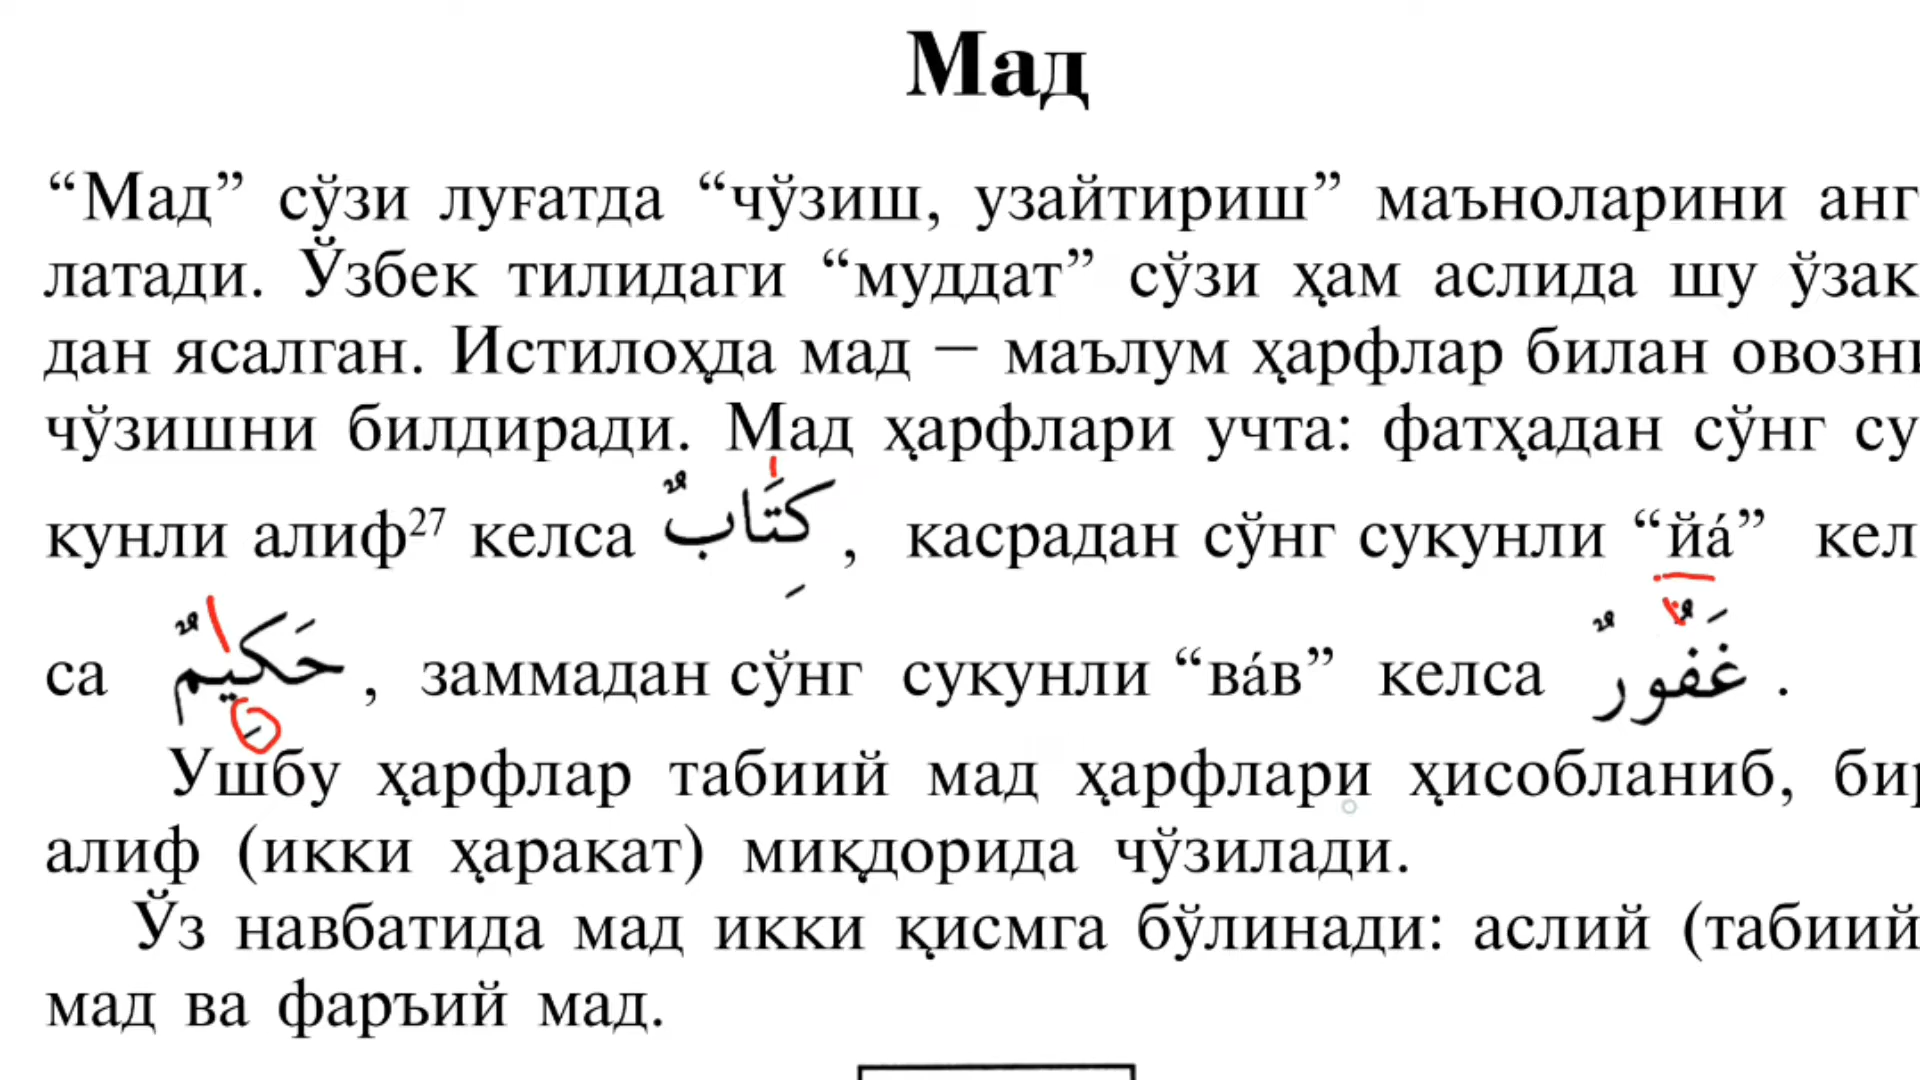 Мад
“Мад” сўзи луғатда “чўзиш, узайтириш” маъноларини анг
латади. Ўзбек тилидаги “муддат” сўзи ҳам аслида шу ўзак
дан ясалган. Истилоҳда мад – маълум ҳарфлар билан овозни
чўзишни билдиради. Мад ҳарфлари учта: фатҳадан сўнг су
кунли алиф27 келса كِتَابٌ , касрадан сўнг сукунли “йá” кел
са حَكِيمٌ , заммадан сўнг сукунли “вáв” келса غَفُورٌ .
Ушбу ҳарфлар табиий мад ҳарфлари ҳисобланиб, бир
алиф (икки ҳаракат) миқдорида чўзилади.
Ўз навбатида мад икки қисмга бўлинади: аслий (табиий
мад ва фаръий мад.